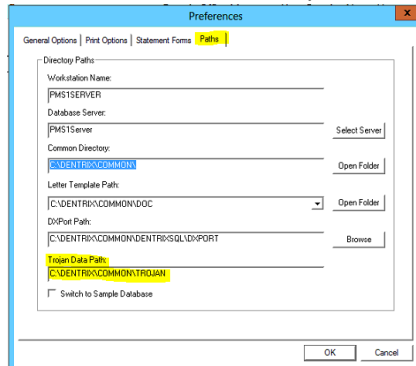 Preferences
x
General Options | Print Options | Statement Forms | Paths
Directory Paths
Workstation Name:
PMS1SERVER
Database Server:
PMS1Server
Select Server
Common Directory:
C:\DENTRIX\COMMON\
Open Folder
Letter Template Path:
C:\DENTRIX\COMMON\DOC
Open Folder
DXPort Path:
C:\DENTRIX\COMMON\DENTRIXSQL\DXPORT
Browse
Trojan Data Path:
C:\DENTRIX\COMMON\TROJAN
Switch to Sample Database
OK
Cancel